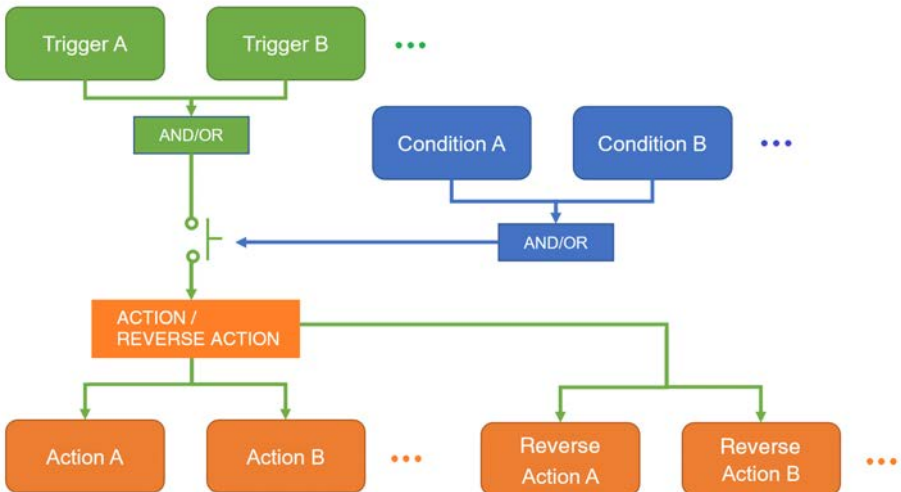 Trigger A
Trigger B
AND/OR
Condition A
Condition B
AND/OR
ACTION /
REVERSE ACTION
Action A
Action B
Reverse
Action A
Reverse
Action B